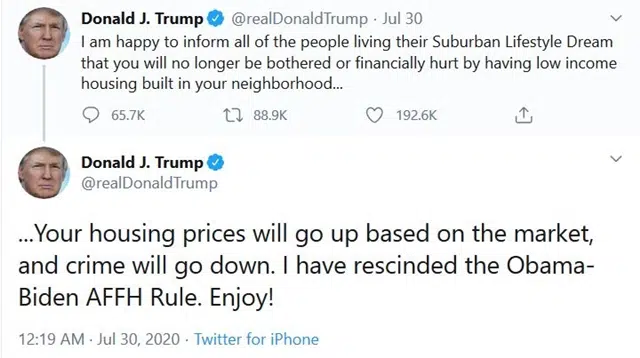 Donald J. Trump @realDonaldTrump · Jul 30
I am happy to inform all of the people living their Suburban Lifestyle Dream
that you will no longer be bothered or financially hurt by having low income
housing built in your neighborhood...
65.7K 88.9K 192.6K
Donald J. Trump
@realDonaldTrump
...Your housing prices will go up based on the market,
and crime will go down. I have rescinded the Obama-
Biden AFFH Rule. Enjoy!
12:19 AM · Jul 30, 2020 · Twitter for iPhone